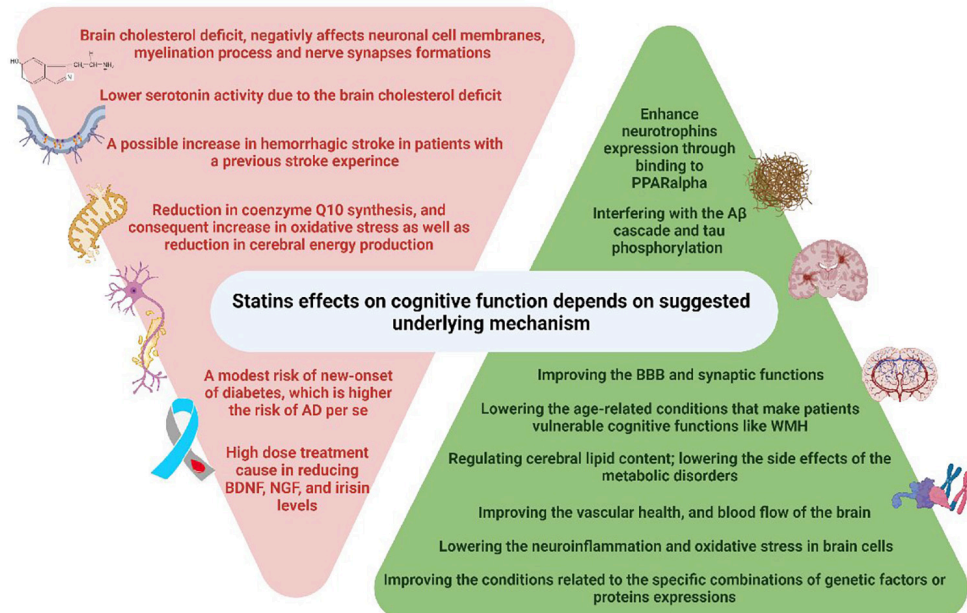 Brain cholesterol deficit, negativly affects neuronal cell membranes,
myelination process and nerve synapses formations
HO
CH₂
CH
NH₂
H
N
Lower serotonin activity due to the brain cholesterol deficit
A possible increase in hemorrhagic stroke in patients with
a previous stroke experince
Reduction in coenzyme Q10 synthesis, and
consequent increase in oxidative stress as well as
reduction in cerebral energy production
Enhance
neurotrophins
expression through
binding to
PPARalpha
Interfering with the Aβ
cascade and tau
phosphorylation
Statins effects on cognitive function depends on suggested
underlying mechanism
A modest risk of new-onset
of diabetes, which is higher
the risk of AD per se
High dose treatment
cause in reducing
BDNF, NGF, and irisin
levels
Improving the BBB and synaptic functions
Lowering the age-related conditions that make patients
vulnerable cognitive functions like WMH
Regulating cerebral lipid content; lowering the side effects of the
metabolic disorders
Improving the vascular health, and blood flow of the brain
Lowering the neuroinflammation and oxidative stress in brain cells
Improving the conditions related to the specific combinations of genetic factors or
proteins expressions